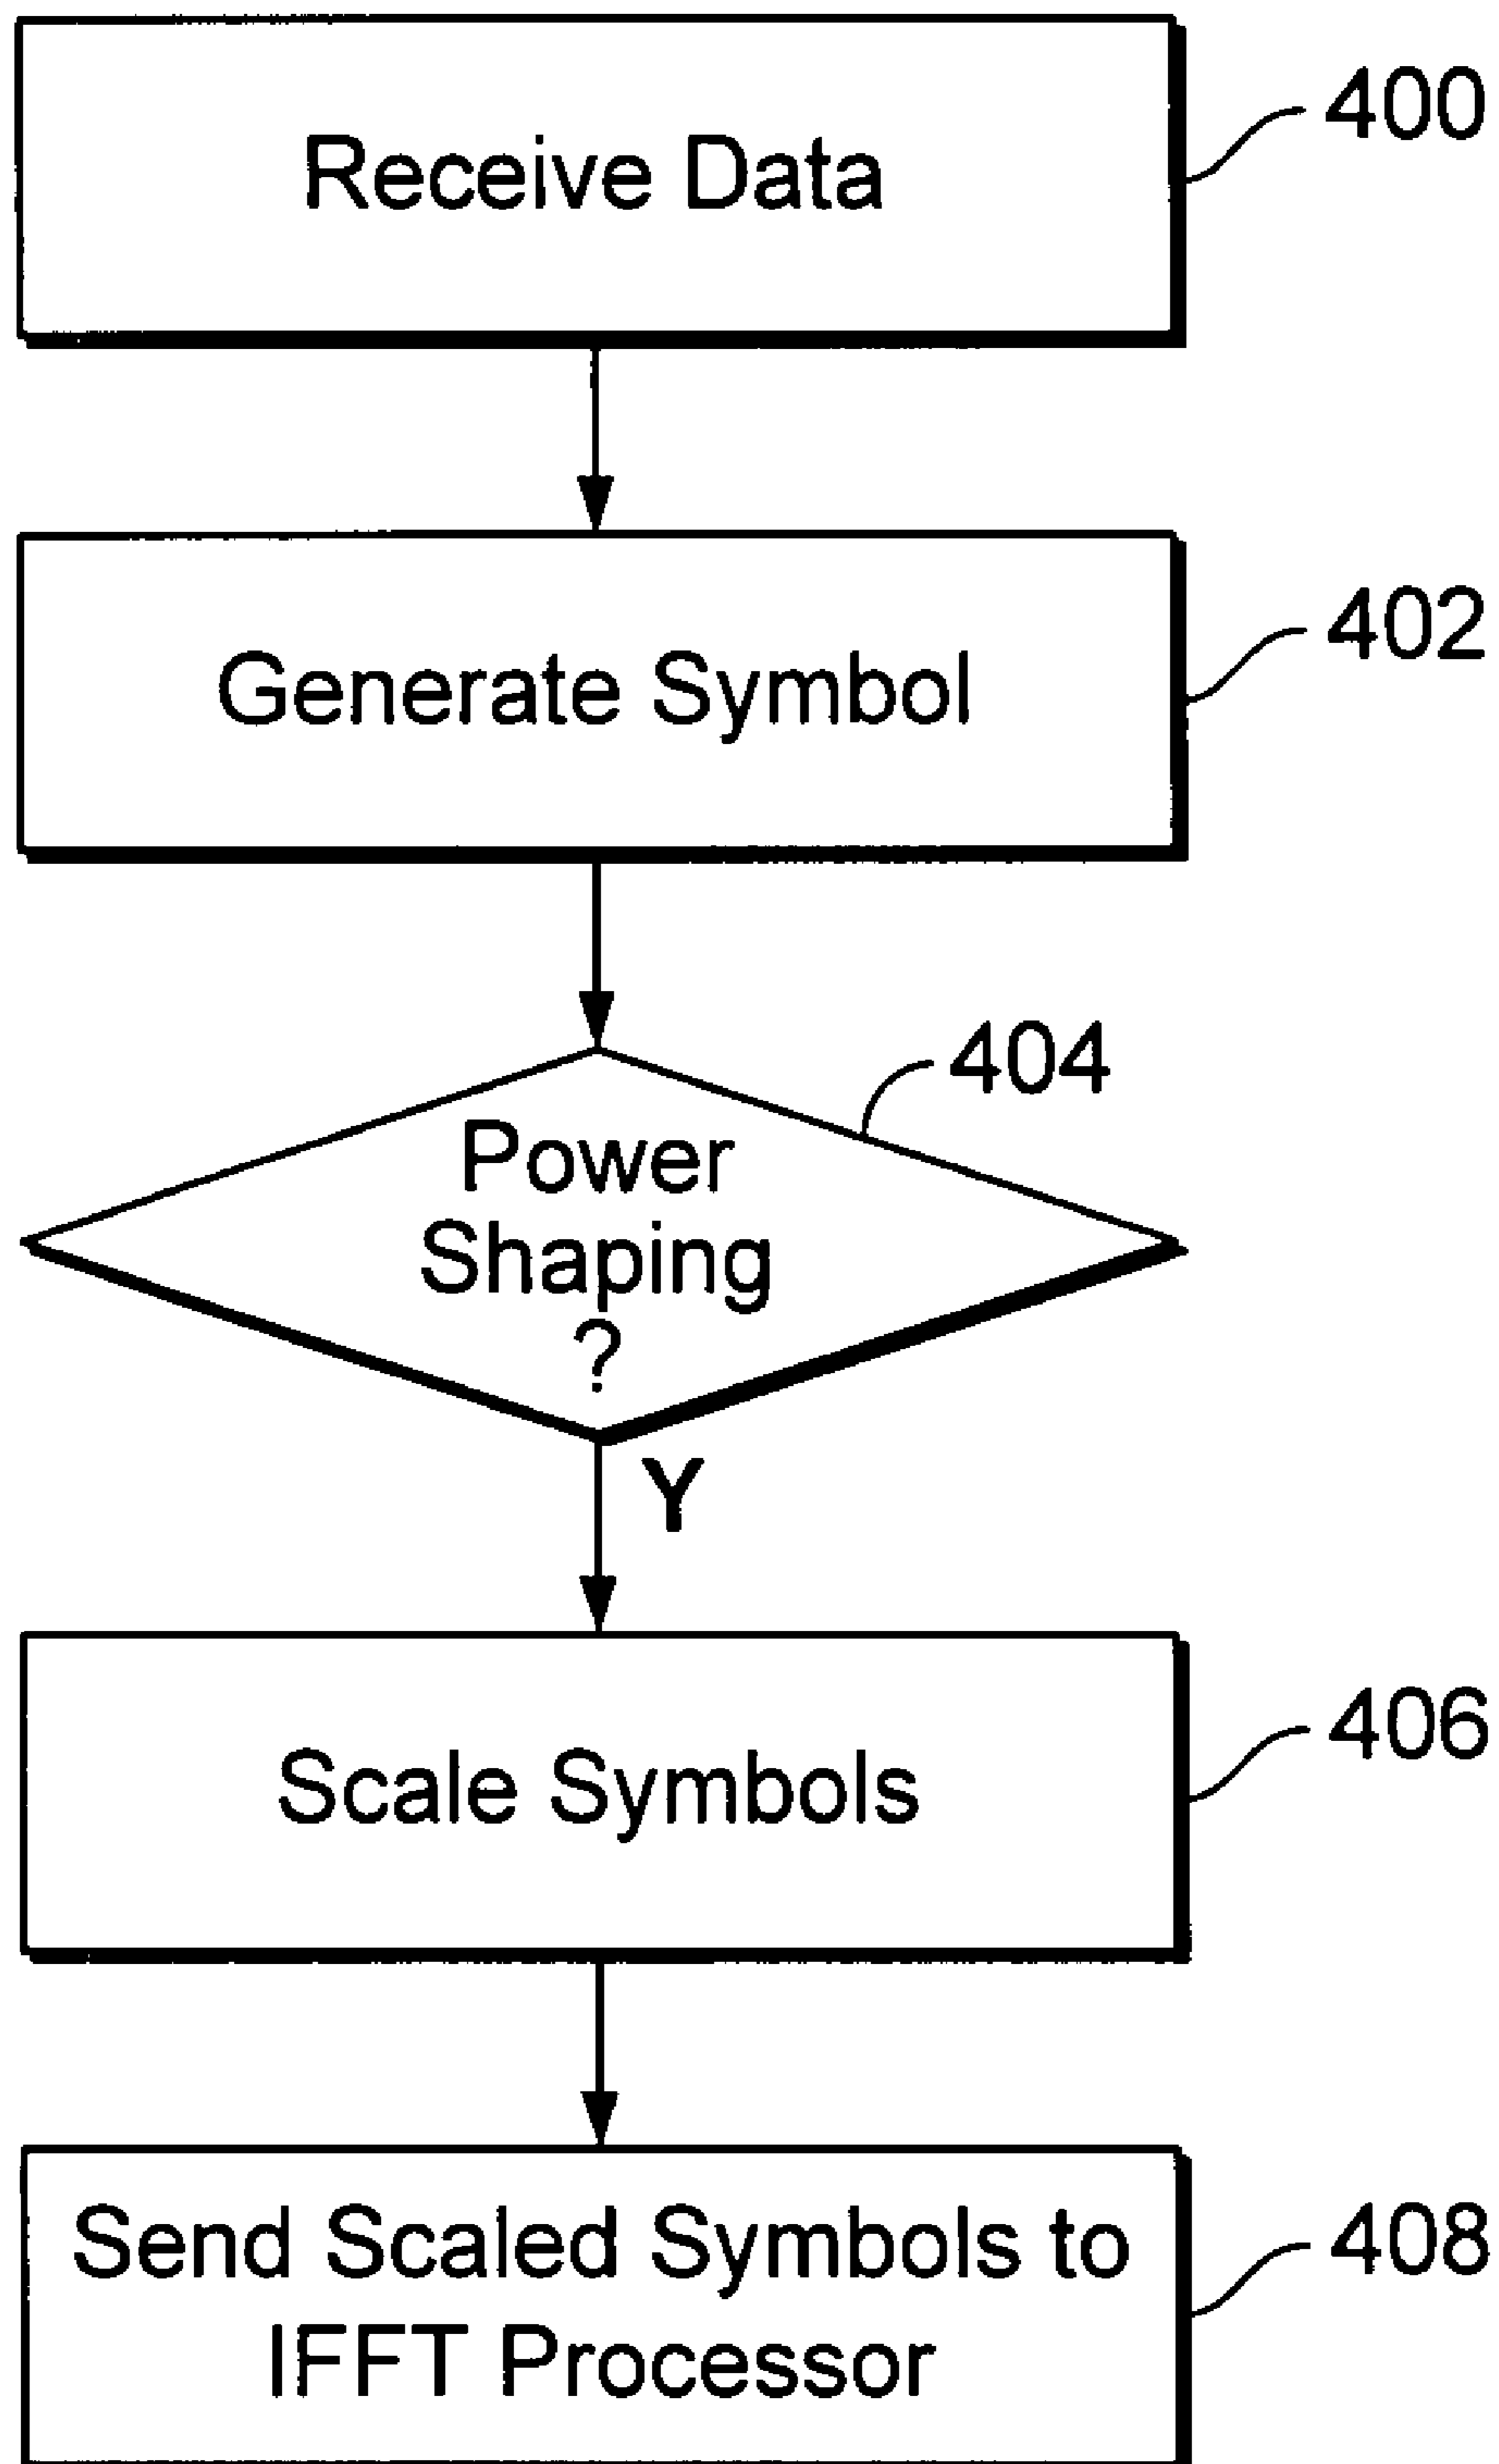 Receive Data
400
Generate Symbol
402
404
Power
Shaping
?
Y
Scale Symbols
406
Send Scaled Symbols to
IFFT Processor
408